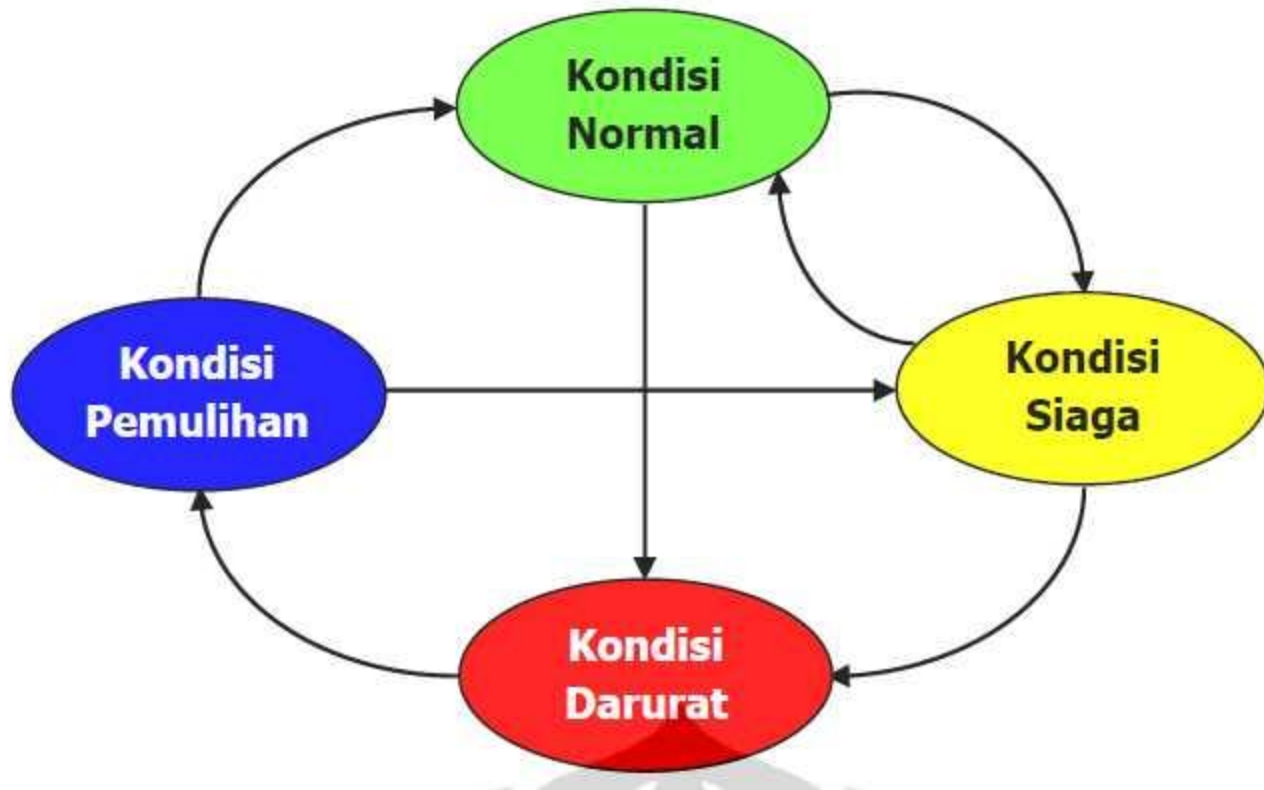 Kondisi
Normal
Kondisi
Pemulihan
Kondisi
Siaga
Kondisi
Darurat